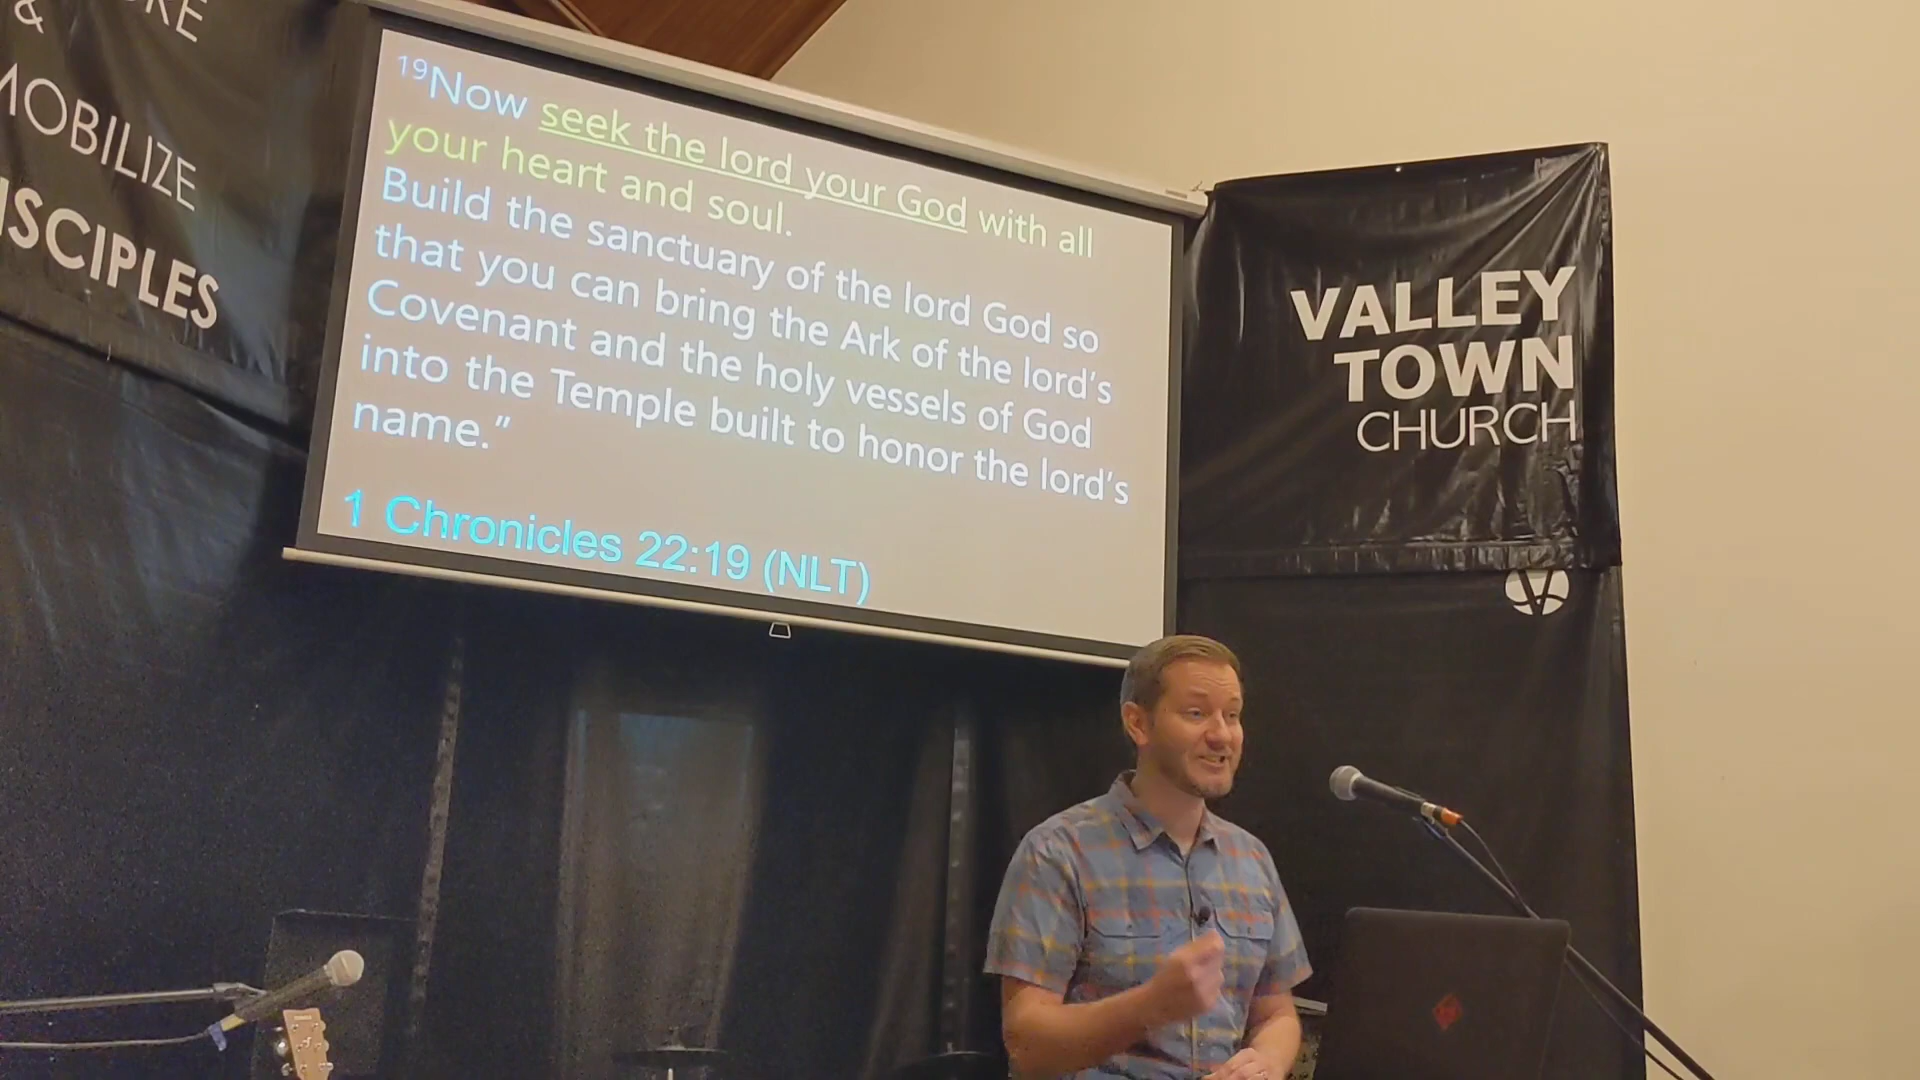 &
MOBILIZE
DISCIPLES
19Now seek the lord your God with all
your heart and soul.
Build the sanctuary of the lord God so
that you can bring the Ark of the lord's
Covenant and the holy vessels of God
into the Temple built to honor the lord's
name.”
1 Chronicles 22:19 (NLT)
VALLEY
TOWN
CHURCH